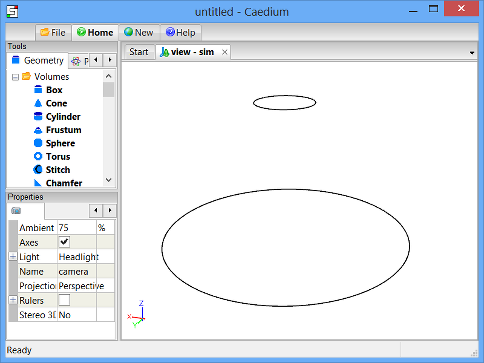 untitled - Caedium
File Home New Help
Tools
Geometry
Volumes
Box
Cone
Cylinder
Frustum
Sphere
Torus
Stitch
Chamfer
Properties
Ambient 75 %
Axes
Light Headlight
Name camera
Projection Perspective
Rulers
Stereo 3D No
Start view - sim
Z
X
Y
Ready